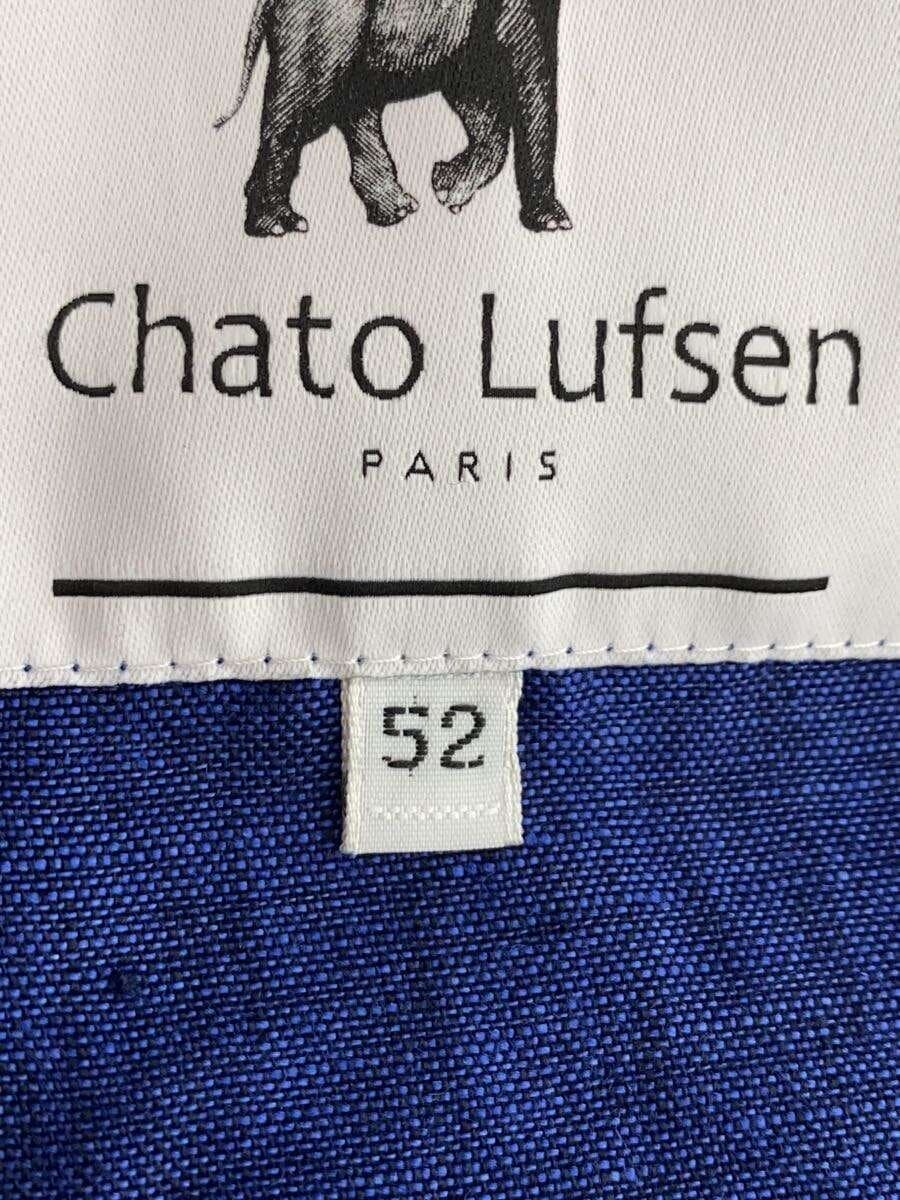 Chato Lufsen
PARIS
52